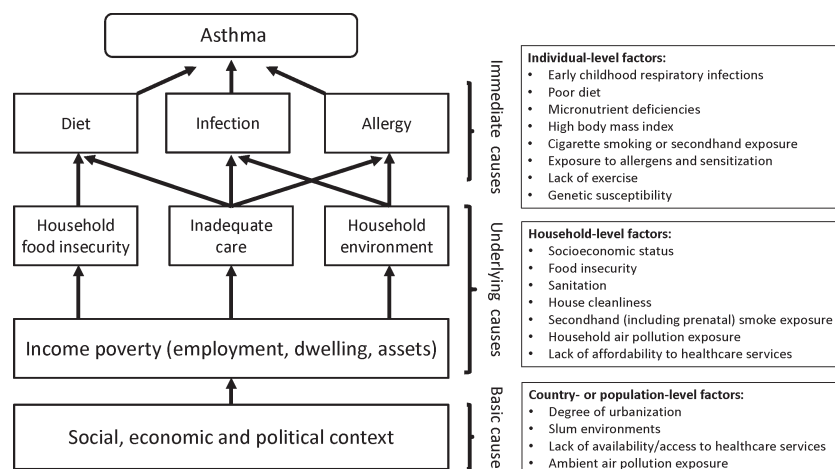 Asthma
Diet
Infection
Allergy
Immediate causes
Household
food insecurity
Inadequate
care
Household
environment
Underlying causes
Income poverty (employment, dwelling, assets)
Social, economic and political context
Basic cause
Individual-level factors:
• Early childhood respiratory infections
• Poor diet
• Micronutrient deficiencies
• High body mass index
• Cigarette smoking or secondhand exposure
• Exposure to allergens and sensitization
• Lack of exercise
• Genetic susceptibility
Household-level factors:
• Socioeconomic status
• Food insecurity
• Sanitation
• House cleanliness
• Secondhand (including prenatal) smoke exposure
• Household air pollution exposure
• Lack of affordability to healthcare services
Country- or population-level factors:
• Degree of urbanization
• Slum environments
• Lack of availability/access to healthcare services
• Ambient air pollution exposure